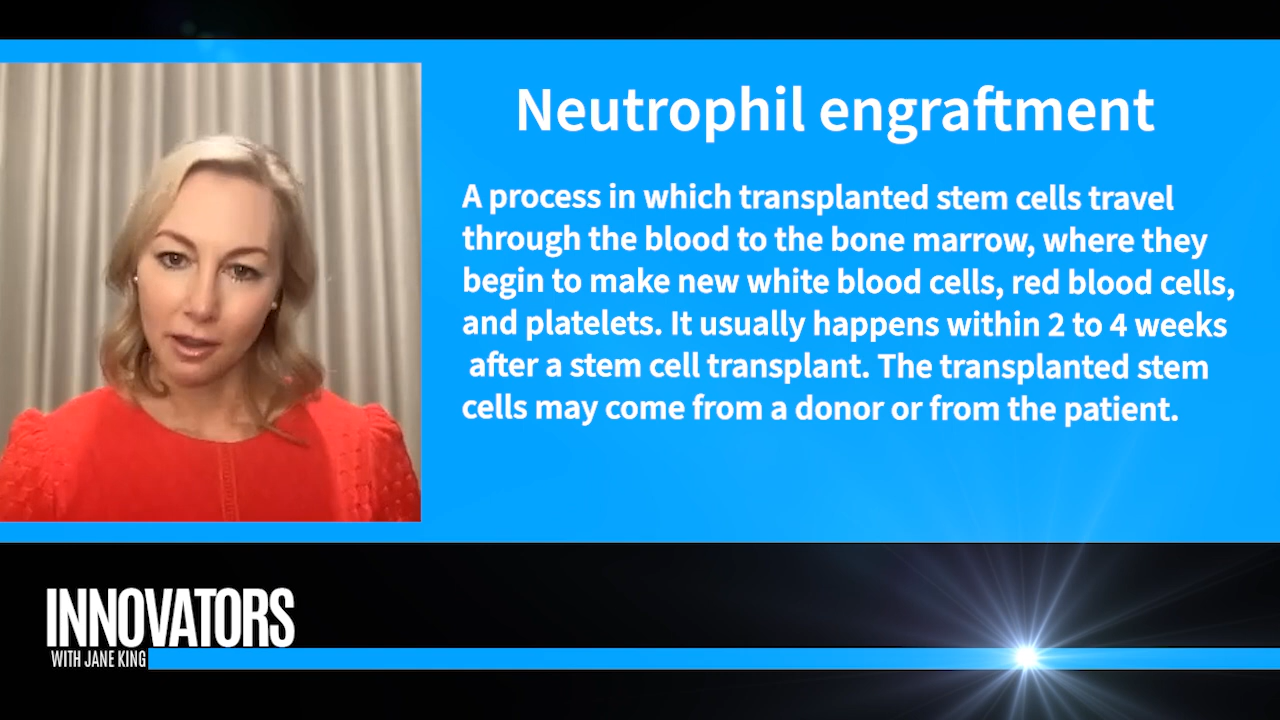 Neutrophil engraftment
A process in which transplanted stem cells travel
through the blood to the bone marrow, where they
begin to make new white blood cells, red blood cells,
and platelets. It usually happens within 2 to 4 weeks
after a stem cell transplant. The transplanted stem
cells may come from a donor or from the patient.
INNOVATORS
WITH JANE KING